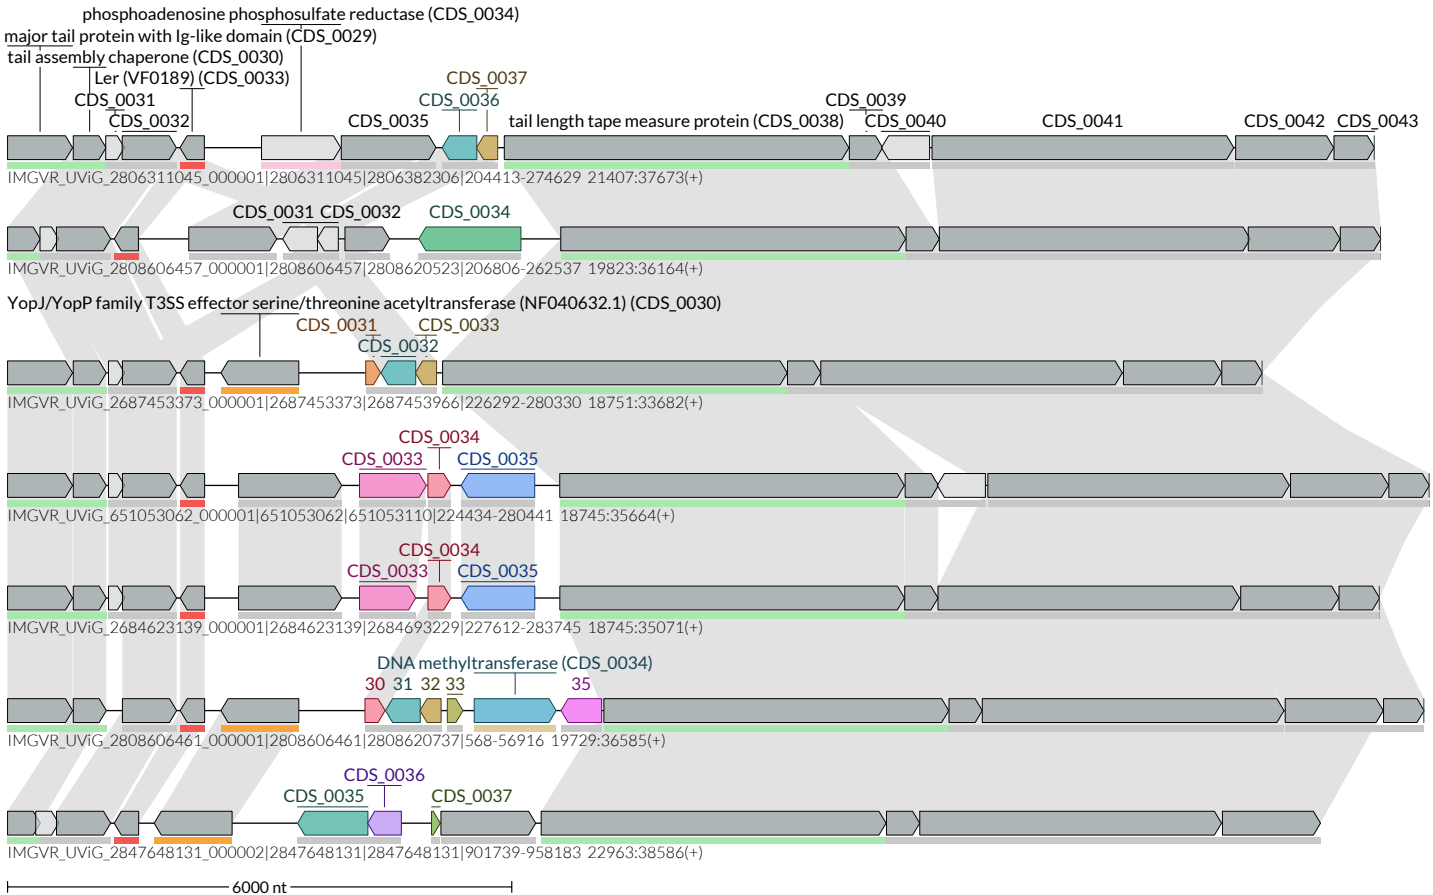 phosphoadenosine phosphosulfate reductase (CDS_0034)
major tail protein with Ig-like domain (CDS_0029)
tail assembly chaperone (CDS_0030)
Ler (VF0189) (CDS_0033) CDS_0037
CDS_0031 CDS_0036 CDS_0039
CDS_0032 CDS_0035 tail length tape measure protein (CDS_0038) CDS_0040 CDS_0041 CDS_0042 CDS_0043
IMGVR_UViG_2806311045_000001|2806311045|2806382306|204413-274629 21407:37673(+)
CDS_0031 CDS_0032 CDS_0034
IMGVR_UViG_2808606457_000001|2808606457|2808620523|206806-262537 19823:36164(+)
YopJ/YopP family T3SS effector serine/threonine acetyltransferase (NF040632.1) (CDS_0030)
CDS_0031 CDS_0033
CDS_0032
IMGVR_UViG_2687453373_000001|2687453373|2687453966|226292-280330 18751:33682(+)
CDS_0034
CDS_0033 CDS_0035
IMGVR_UViG_651053062_000001|651053062|651053110|224434-280441 18745:35664(+)
CDS_0034
CDS_0033 CDS_0035
IMGVR_UViG_2684623139_000001|2684623139|2684693229|227612-283745 18745:35071(+)
DNA methyltransferase (CDS_0034)
30 31 32 33 35
IMGVR_UViG_2808606461_000001|2808606461|2808620737|568-56916 19729:36585(+)
CDS_0036
CDS_0035 CDS_0037
IMGVR_UViG_2847648131_000002|2847648131|2847648131|901739-958183 22963:38586(+)
6000 nt